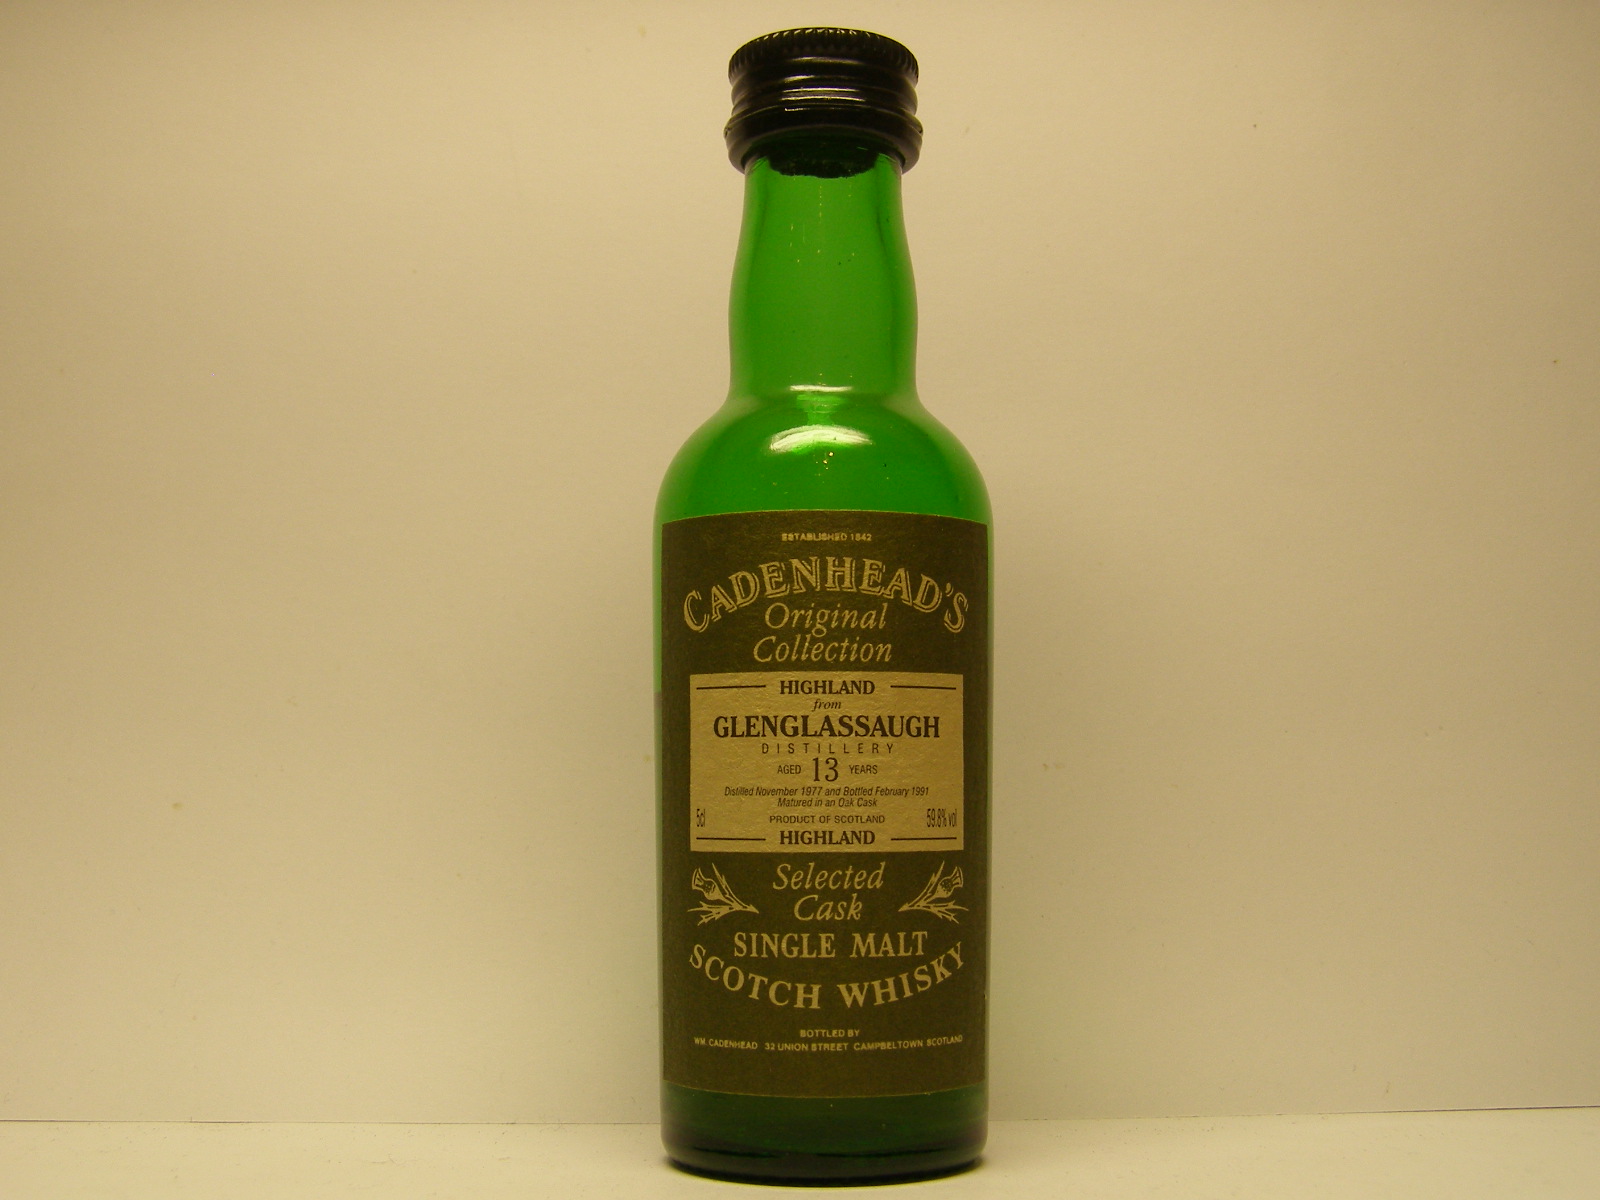 ESTABLISHED 1842
CADENHEAD'S
Original
Collection
HIGHLAND
from
GLENGLASSAUGH
DISTILLERY
AGED 13 YEARS
Distilled November 1977 and Bottled February 1991
Matured in an Oak Cask
5cl PRODUCT OF SCOTLAND 59.8% vol
HIGHLAND
Selected
Cask
SINGLE MALT
SCOTCH WHISKY
BOTTLED BY
WM. CADENHEAD 32 UNION STREET CAMPBELTOWN SCOTLAND